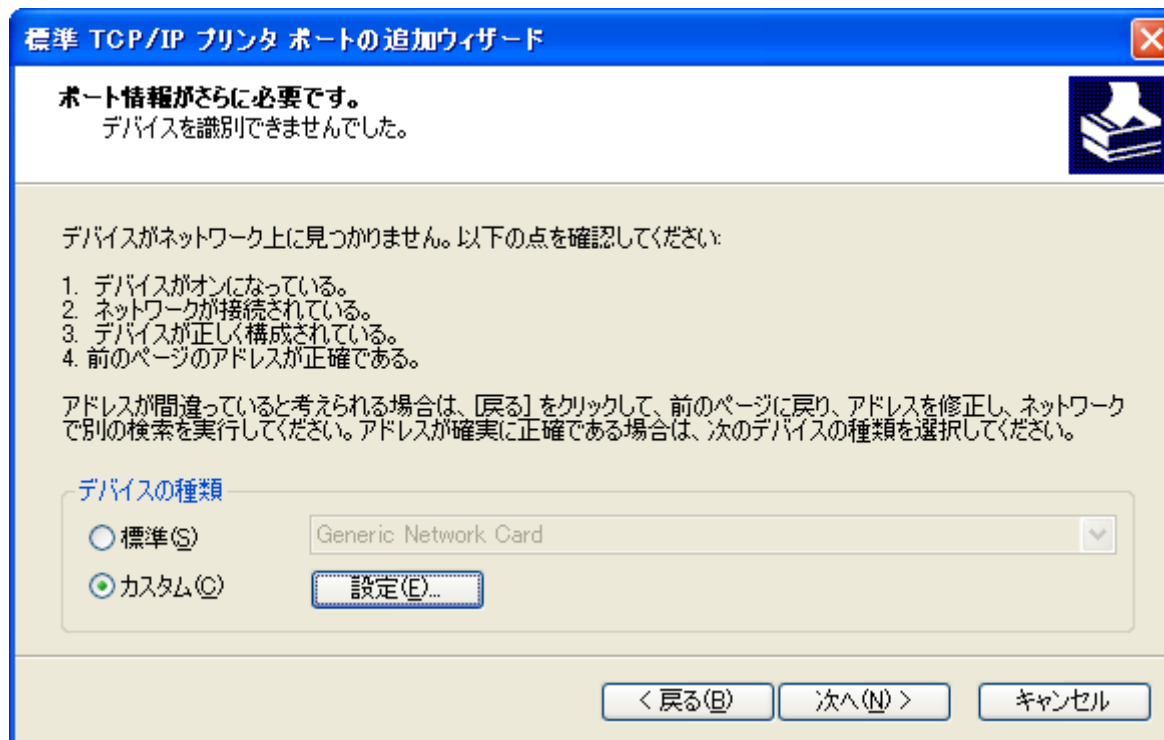 標準 TCP/IP プリンタ ポートの追加ウィザード
ポート情報がさらに必要です。
デバイスを識別できませんでした。
デバイスがネットワーク上に見つかりません。以下の点を確認してください:
1. デバイスがオンになっている。
2. ネットワークが接続されている。
3. デバイスが正しく構成されている。
4. 前のページのアドレスが正確である。
アドレスが間違っていると考えられる場合は、[戻る] をクリックして、前のページに戻り、アドレスを修正し、ネットワーク
で別の検索を実行してください。アドレスが確実に正確である場合は、次のデバイスの種類を選択してください。
デバイスの種類
標準(S) Generic Network Card
カスタム(C) 設定(E)...
< 戻る(B) 次へ(N) > キャンセル